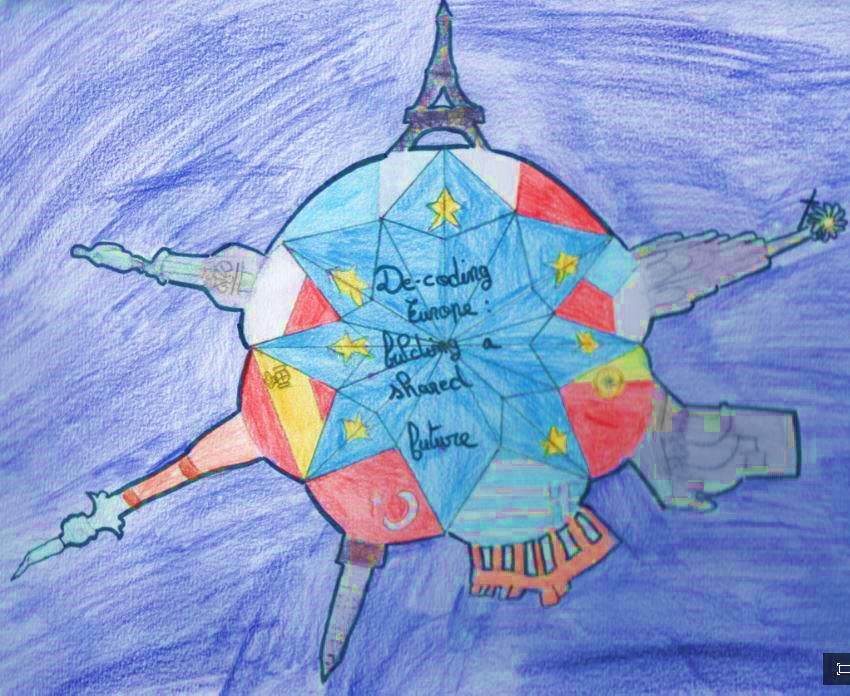 De-coding
Europe:
building a
shared
future